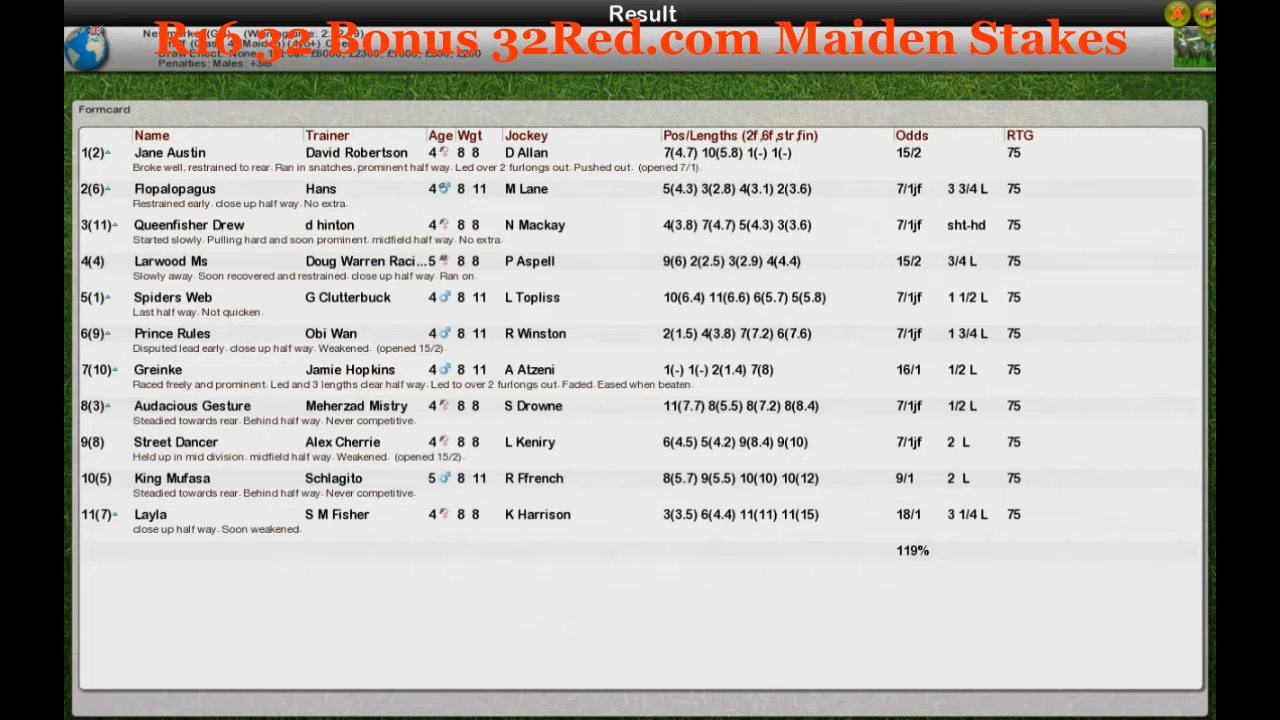 Result
R16.32 Bonus 32Red.com Maiden Stakes
Penalties: Males: +3lb
Formcard
Name Trainer Age Wgt Jockey Pos/Lengths (2f,6f,str,fin) Odds RTG
1(2) Jane Austin David Robertson 4 8 8 D Allan 7(4.7) 10(5.8) 1(-) 1(-) 15/2 75
Broke well, restrained to rear. Ran in snatches, prominent half way. Led over 2 furlongs out. Pushed out. (opened 7/1).
2(6) Flopalopagus Hans 4 8 11 M Lane 5(4.3) 3(2.8) 4(3.1) 2(3.6) 7/1jf 3 3/4 L 75
Restrained early. close up half way. No extra.
3(11) Queenfisher Drew d hinton 4 8 8 N Mackay 4(3.8) 7(4.7) 5(4.3) 3(3.6) 7/1jf sht-hd 75
Started slowly. Pulling hard and soon prominent. midfield half way. No extra.
4(4) Larwood Ms Doug Warren Raci... 5 8 8 P Aspell 9(6) 2(2.5) 3(2.9) 4(4.4) 15/2 3/4 L 75
Slowly away. Soon recovered and restrained. close up half way. Ran on.
5(1) Spiders Web G Clutterbuck 4 8 11 L Topliss 10(6.4) 11(6.6) 6(5.7) 5(5.8) 7/1jf 1 1/2 L 75
Last half way. Not quicken.
6(9) Prince Rules Obi Wan 4 8 11 R Winston 2(1.5) 4(3.8) 7(7.2) 6(7.6) 7/1jf 1 3/4 L 75
Disputed lead early. close up half way. Weakened. (opened 15/2).
7(10) Greinke Jamie Hopkins 4 8 11 A Atzeni 1(-) 1(-) 2(1.4) 7(8) 16/1 1/2 L 75
Raced freely and prominent. Led and 3 lengths clear half way. Led to over 2 furlongs out. Faded. Eased when beaten.
8(3) Audacious Gesture Meherzad Mistry 4 8 8 S Drowne 11(7.7) 8(5.5) 8(7.2) 8(8.4) 7/1jf 1/2 L 75
Steadied towards rear. Behind half way. Never competitive.
9(8) Street Dancer Alex Cherrie 4 8 8 L Keniry 6(4.5) 5(4.2) 9(8.4) 9(10) 7/1jf 2 L 75
Held up in mid division. midfield half way. Weakened. (opened 15/2).
10(5) King Mufasa Schlagito 5 8 11 R Ffrench 8(5.7) 9(5.5) 10(10) 10(12) 9/1 2 L 75
Steadied towards rear. Behind half way. Never competitive.
11(7) Layla S M Fisher 4 8 8 K Harrison 3(3.5) 6(4.4) 11(11) 11(15) 18/1 3 1/4 L 75
close up half way. Soon weakened.
119%